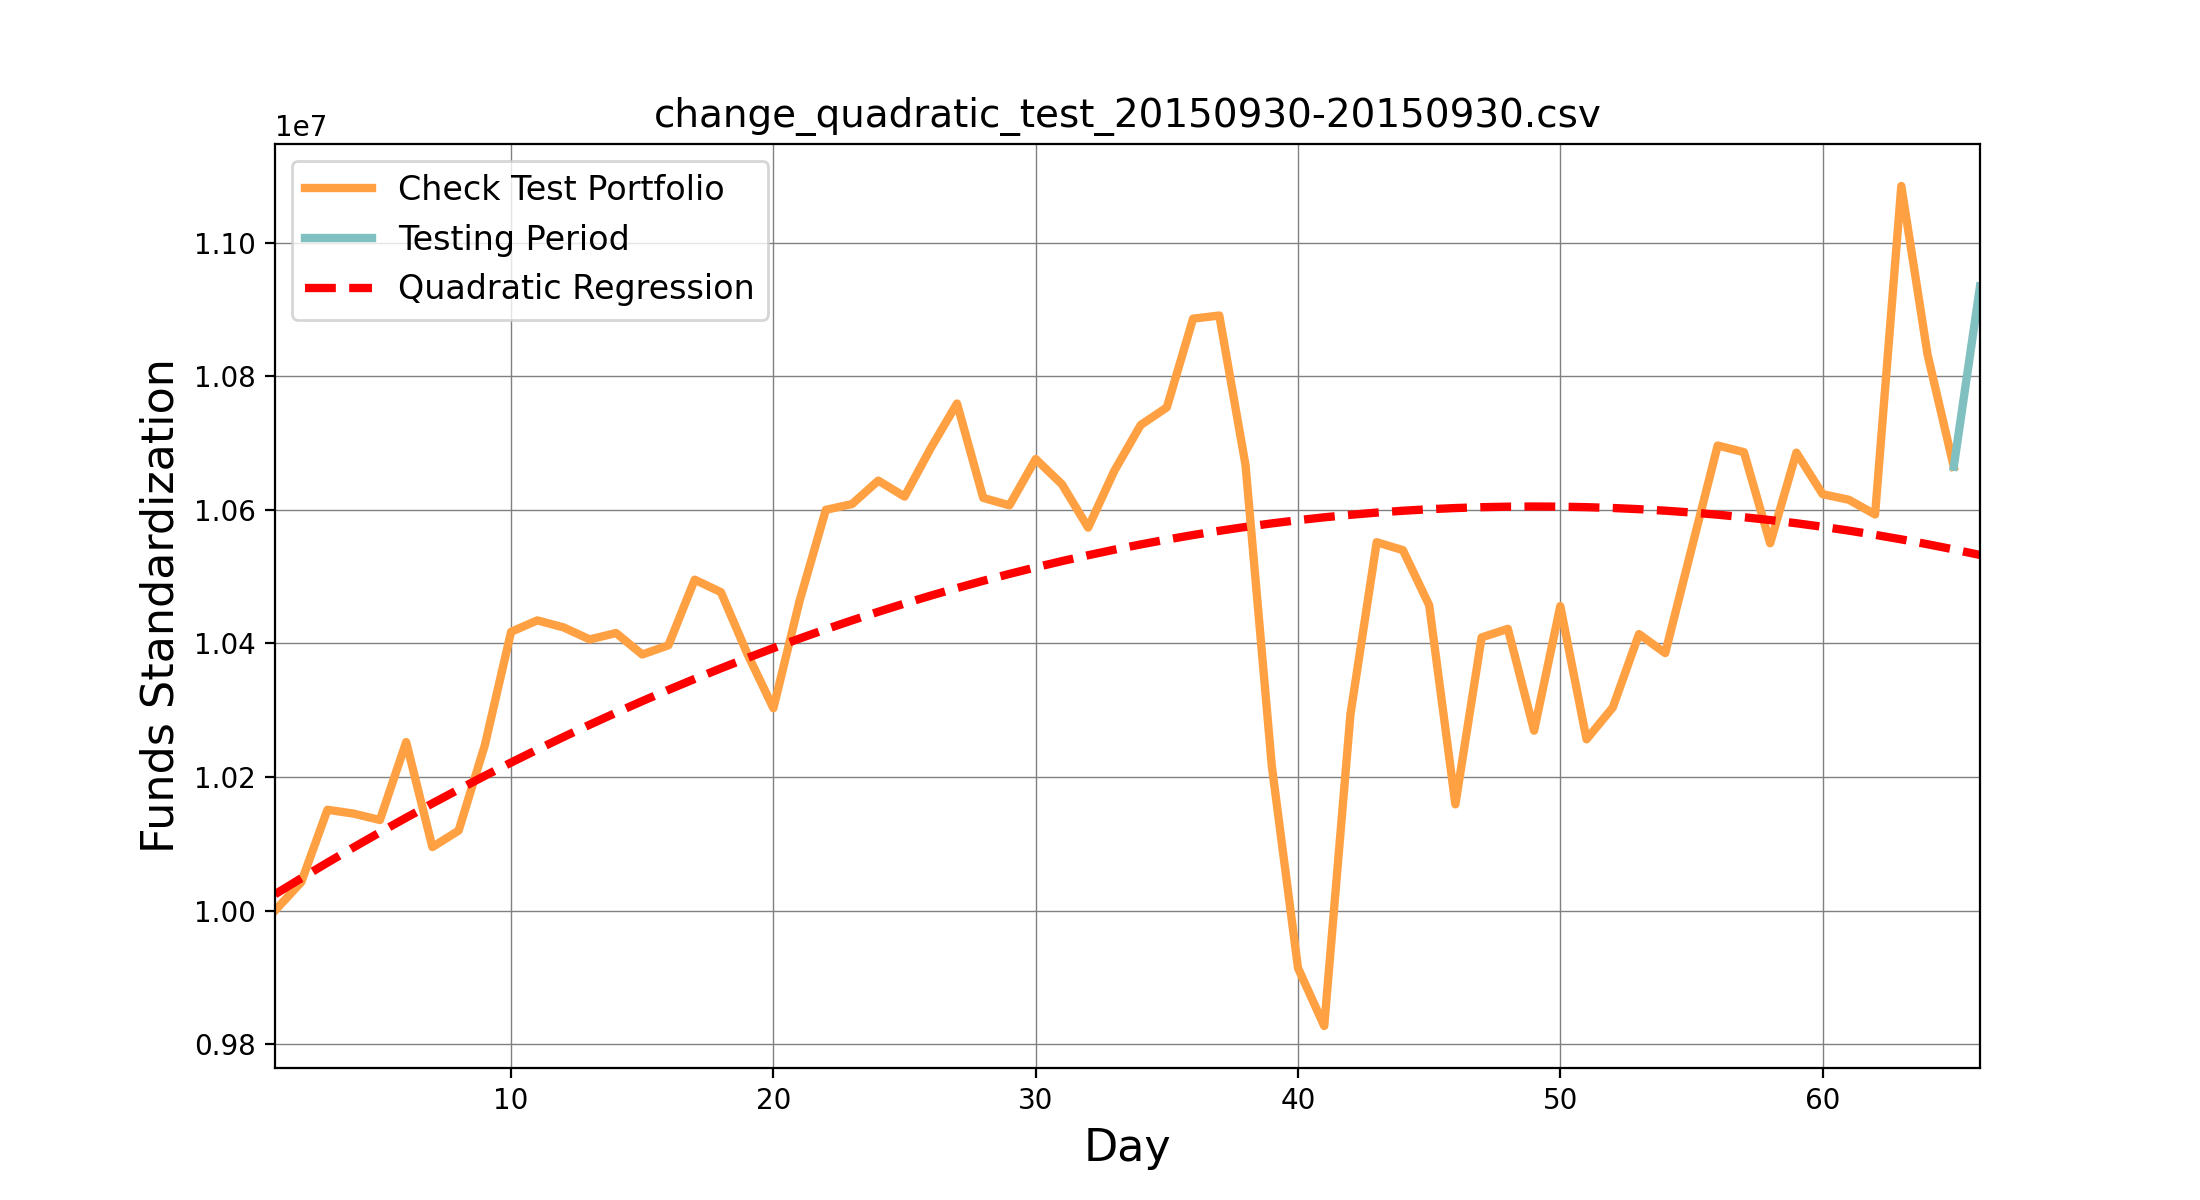 change_quadratic_test_20150930-20150930.csv
1e7
Check Test Portfolio
Testing Period
Quadratic Regression
1.10
1.08
1.06
1.04
1.02
1.00
0.98
Funds Standardization
10 20 30 40 50 60
Day